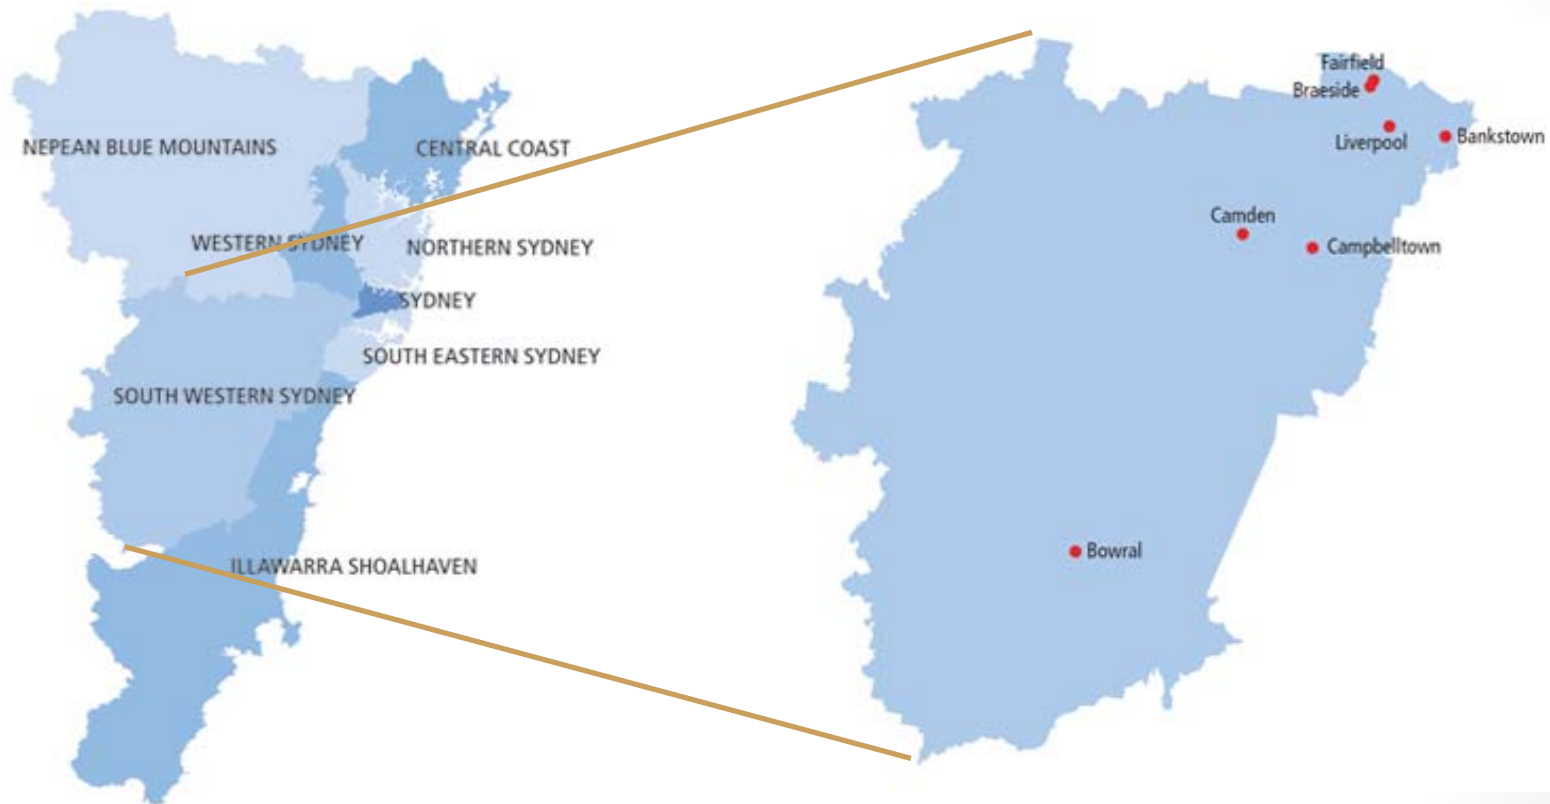 NEPEAN BLUE MOUNTAINS
CENTRAL COAST
WESTERN SYDNEY
NORTHERN SYDNEY
SYDNEY
SOUTH EASTERN SYDNEY
SOUTH WESTERN SYDNEY
ILLAWARRA SHOALHAVEN
Fairfield
Braeside
Liverpool
Bankstown
Camden
Campbelltown
Bowral